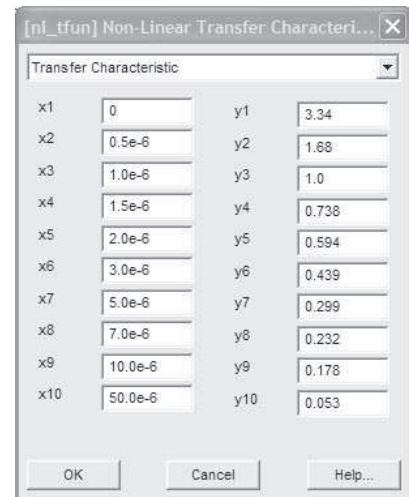 [nl_tfun] Non-Linear Transfer Characteri...
Transfer Characteristic
x1 0 y1 3.34
x2 0.5e-6 y2 1.68
x3 1.0e-6 y3 1.0
x4 1.5e-6 y4 0.738
x5 2.0e-6 y5 0.594
x6 3.0e-6 y6 0.439
x7 5.0e-6 y7 0.299
x8 7.0e-6 y8 0.232
x9 10.0e-6 y9 0.178
x10 50.0e-6 y10 0.053
OK Cancel Help...